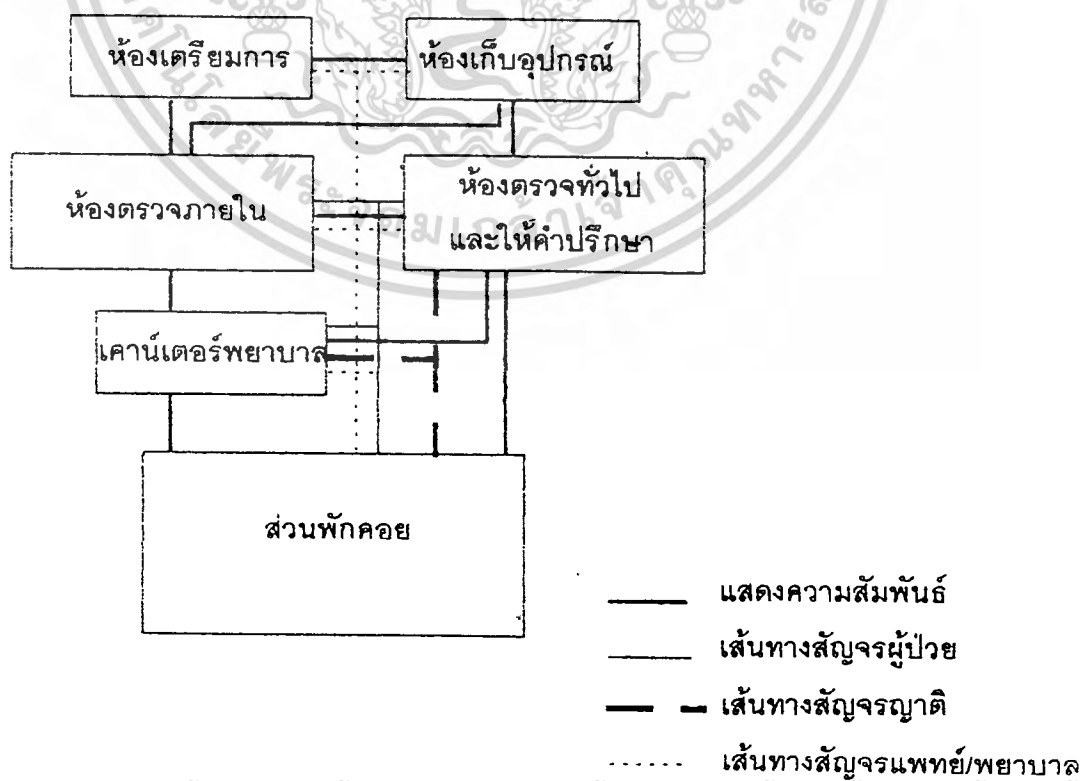 ห้องเตรียมการ
ห้องเก็บอุปกรณ์
ห้องตรวจภายใน
ห้องตรวจทั่วไป
และให้คำปรึกษา
เคาน์เตอร์พยาบาล
ส่วนพักคอย
แสดงความสัมพันธ์
เส้นทางสัญจรผู้ป่วย
เส้นทางสัญจรญาติ
เส้นทางสัญจรแพทย์/พยาบาล